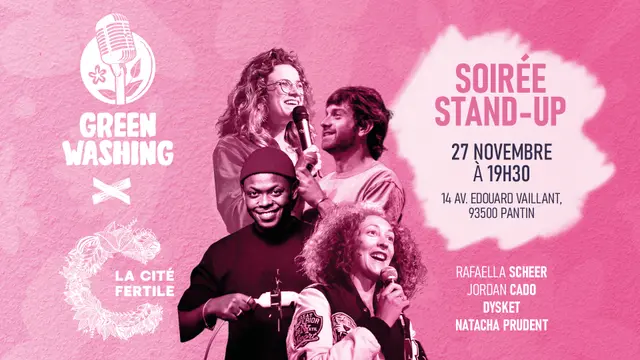 GREEN
WASHING
X
LA CITÉ
FERTILE
SOIRÉE
STAND-UP
27 NOVEMBRE
À 19H30
14 AV. EDOUARD VAILLANT,
93500 PANTIN
RAFAELLA SCHEER
JORDAN CADO
DYSKET
NATACHA PRUDENT